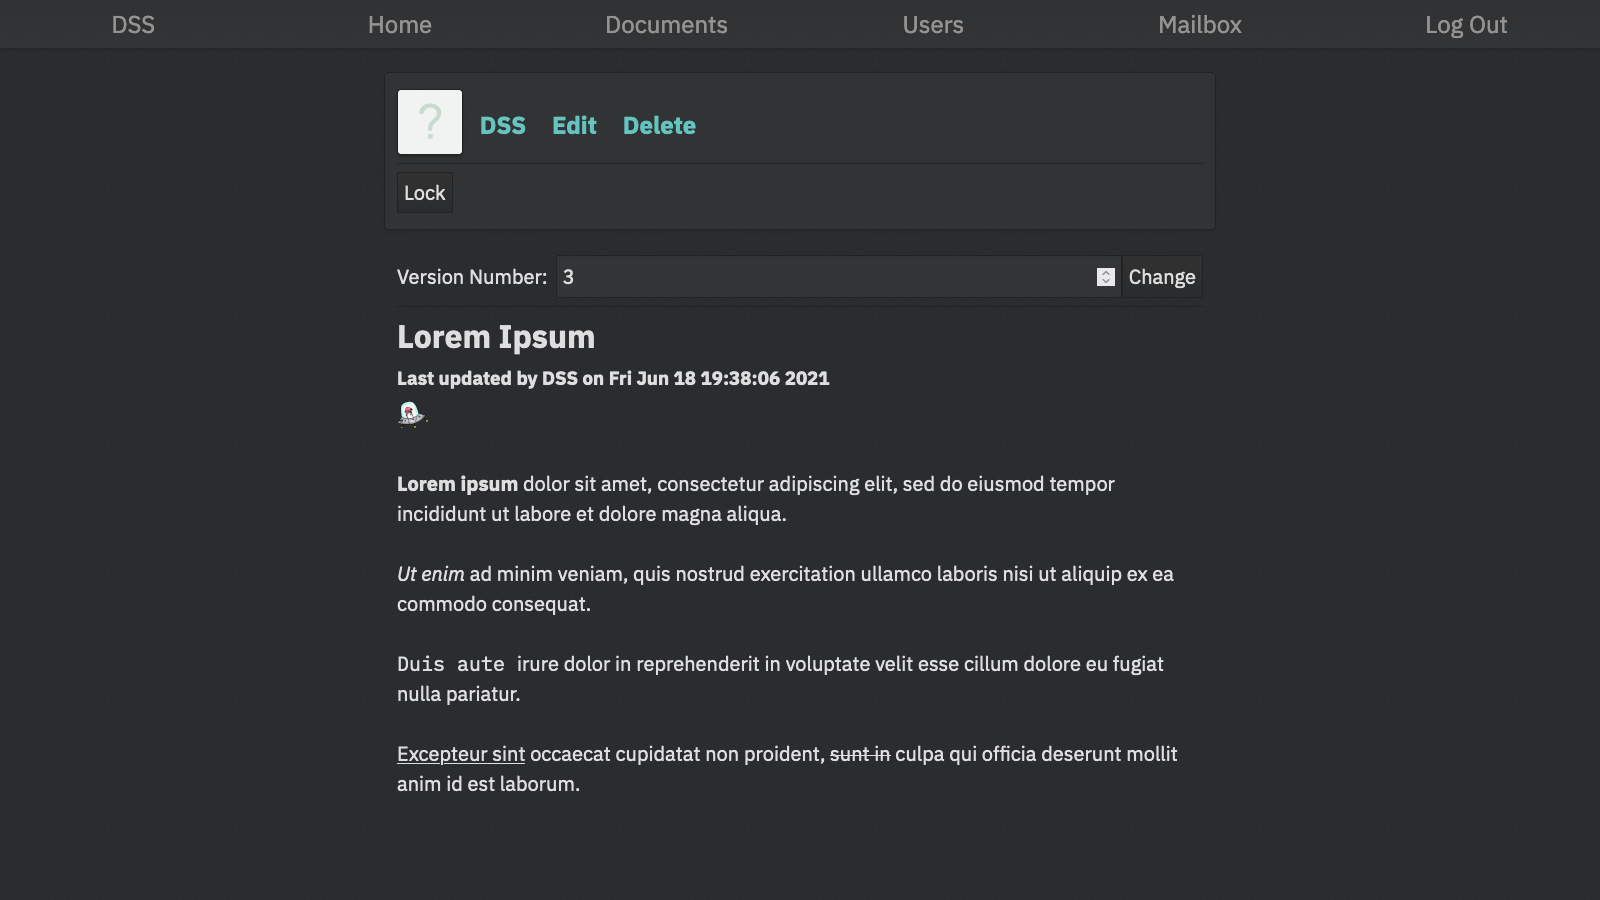 DSS Home Documents Users Mailbox Log Out
?
DSS Edit Delete
Lock
Version Number: 3 Change
Lorem Ipsum
Last updated by DSS on Fri Jun 18 19:38:06 2021
Lorem ipsum dolor sit amet, consectetur adipiscing elit, sed do eiusmod tempor
incididunt ut labore et dolore magna aliqua.
Ut enim ad minim veniam, quis nostrud exercitation ullamco laboris nisi ut aliquip ex ea
commodo consequat.
Duis aute irure dolor in reprehenderit in voluptate velit esse cillum dolore eu fugiat
nulla pariatur.
Excepteur sint occaecat cupidatat non proident, sunt in culpa qui officia deserunt mollit
anim id est laborum.